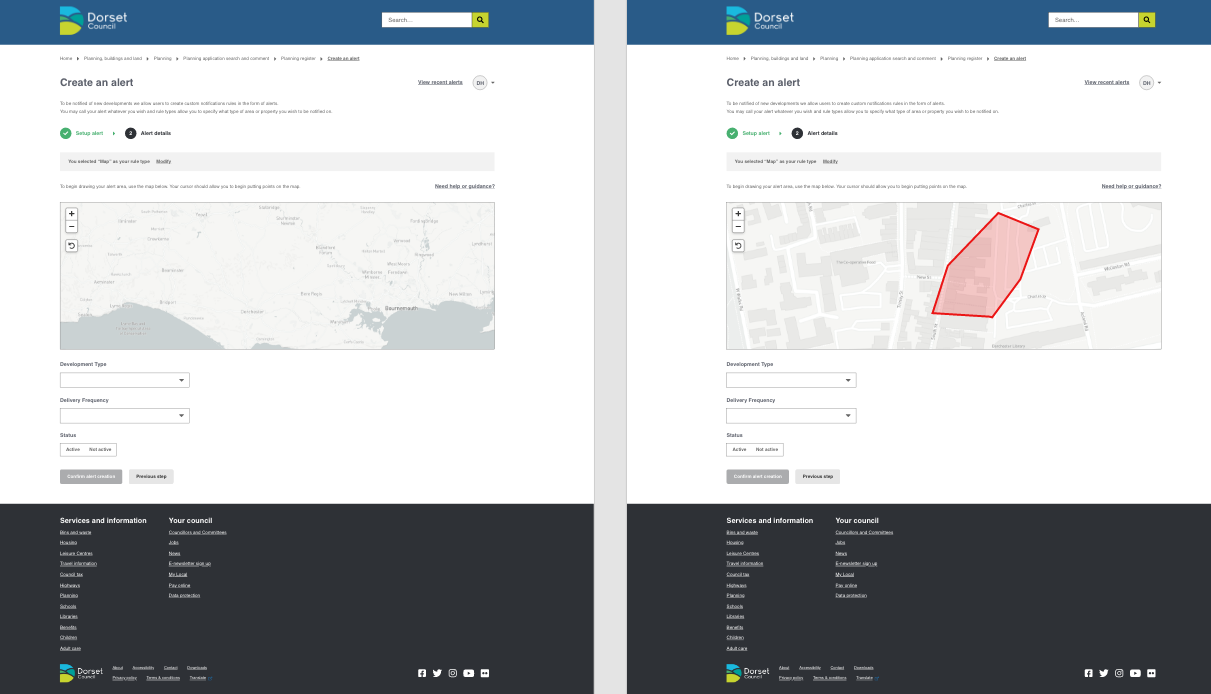 Dorset
Council
Search...
Home
Planning, buildings and land
Planning
Planning application search and comment
Planning register
Create an alert
Create an alert
View recent alerts
DH
To be notified of new developments we allow users to create custom notifications rules in the form of alerts.
You may call your alert whatever you wish and rule types allow you to specify what type of area or property you wish to be notified on.
Setup alert
2
Alert details
You selected "Map" as your rule type
Modify
To begin drawing your alert area, use the map below. Your cursor should allow you to begin putting points on the map.
Need help or guidance?
+
−
Bridport
Dorchester
Bournemouth
Development Type
Delivery Frequency
Status
Active
Not active
Confirm alert creation
Previous step
Services and information
Bins and waste
Housing
Leisure Centres
Travel information
Council tax
Highways
Planning
Schools
Libraries
Benefits
Children
Adult care
Your council
Councillors and Committees
Jobs
News
E-newsletter sign up
My Local
Pay online
Data protection
Dorset
Council
About
Accessibility
Contact
Downloads
Privacy policy
Terms & conditions
Translate
Dorset
Council
Search...
Home
Planning, buildings and land
Planning
Planning application search and comment
Planning register
Create an alert
Create an alert
View recent alerts
DH
To be notified of new developments we allow users to create custom notifications rules in the form of alerts.
You may call your alert whatever you wish and rule types allow you to specify what type of area or property you wish to be notified on.
Setup alert
2
Alert details
You selected "Map" as your rule type
Modify
To begin drawing your alert area, use the map below. Your cursor should allow you to begin putting points on the map.
Need help or guidance?
+
−
Development Type
Delivery Frequency
Status
Active
Not active
Confirm alert creation
Previous step
Services and information
Bins and waste
Housing
Leisure Centres
Travel information
Council tax
Highways
Planning
Schools
Libraries
Benefits
Children
Adult care
Your council
Councillors and Committees
Jobs
News
E-newsletter sign up
My Local
Pay online
Data protection
Dorset
Council
About
Accessibility
Contact
Downloads
Privacy policy
Terms & conditions
Translate